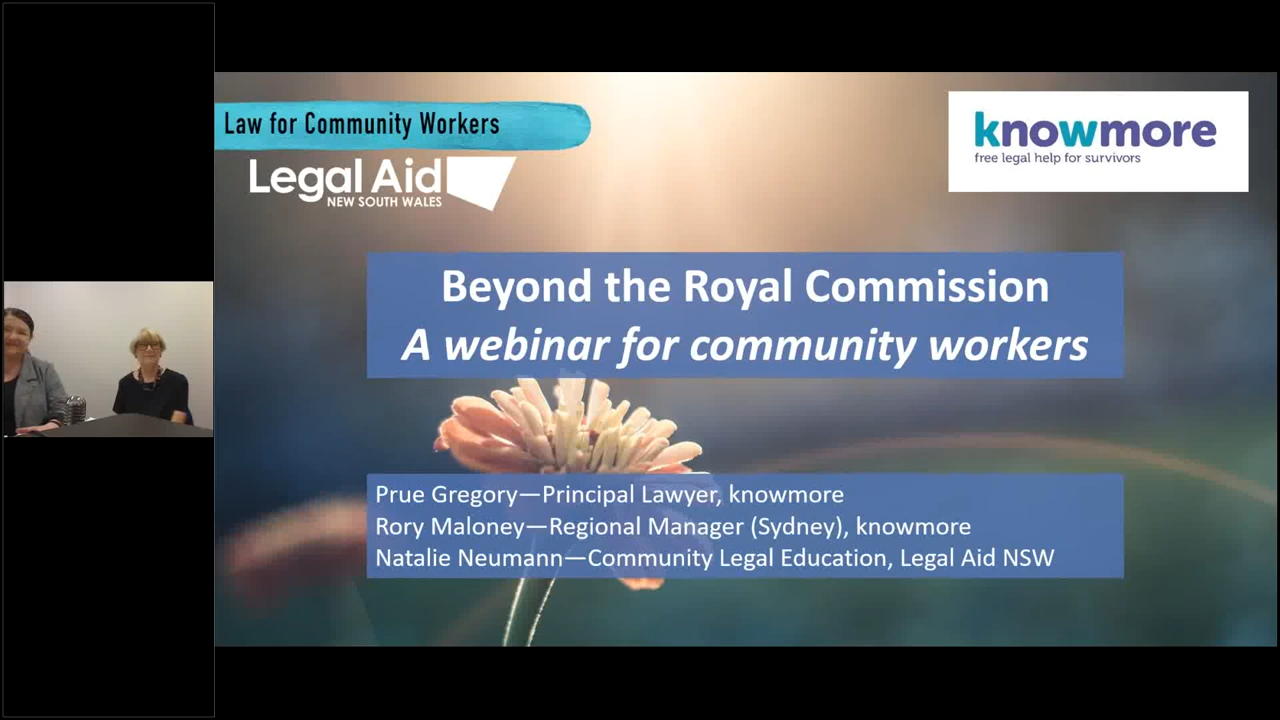 Law for Community Workers
Legal Aid
NEW SOUTH WALES
knowmore
free legal help for survivors
Beyond the Royal Commission
A webinar for community workers
Prue Gregory—Principal Lawyer, knowmore
Rory Maloney—Regional Manager (Sydney), knowmore
Natalie Neumann—Community Legal Education, Legal Aid NSW